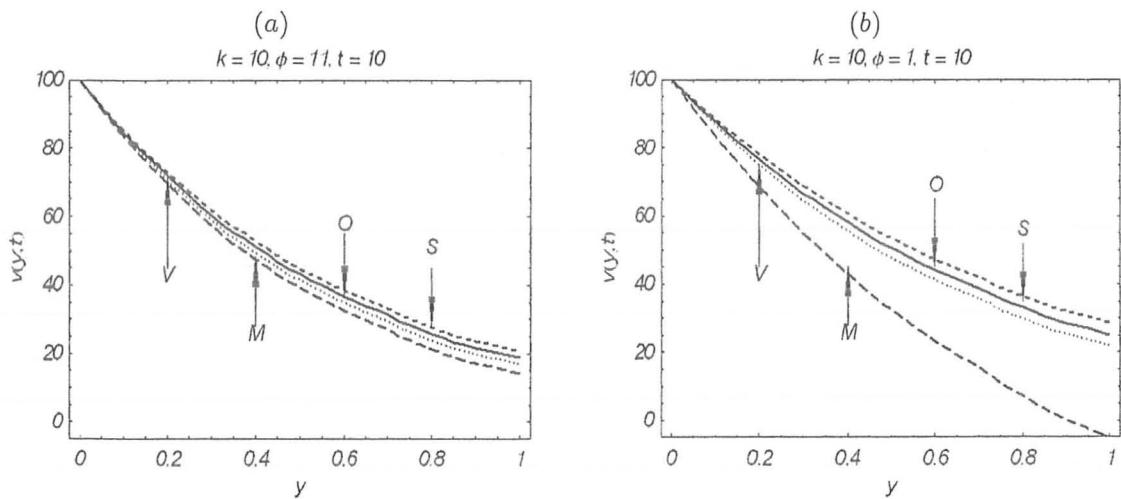 (a)
k = 10, ϕ = 11, t = 10
100
80
60
40
20
0
v(y,t)
V
M
O
S
0
0.2
0.4
0.6
0.8
1
y
(b)
k = 10, ϕ = 1, t = 10
100
80
60
40
20
0
v(y,t)
V
M
O
S
0
0.2
0.4
0.6
0.8
1
y